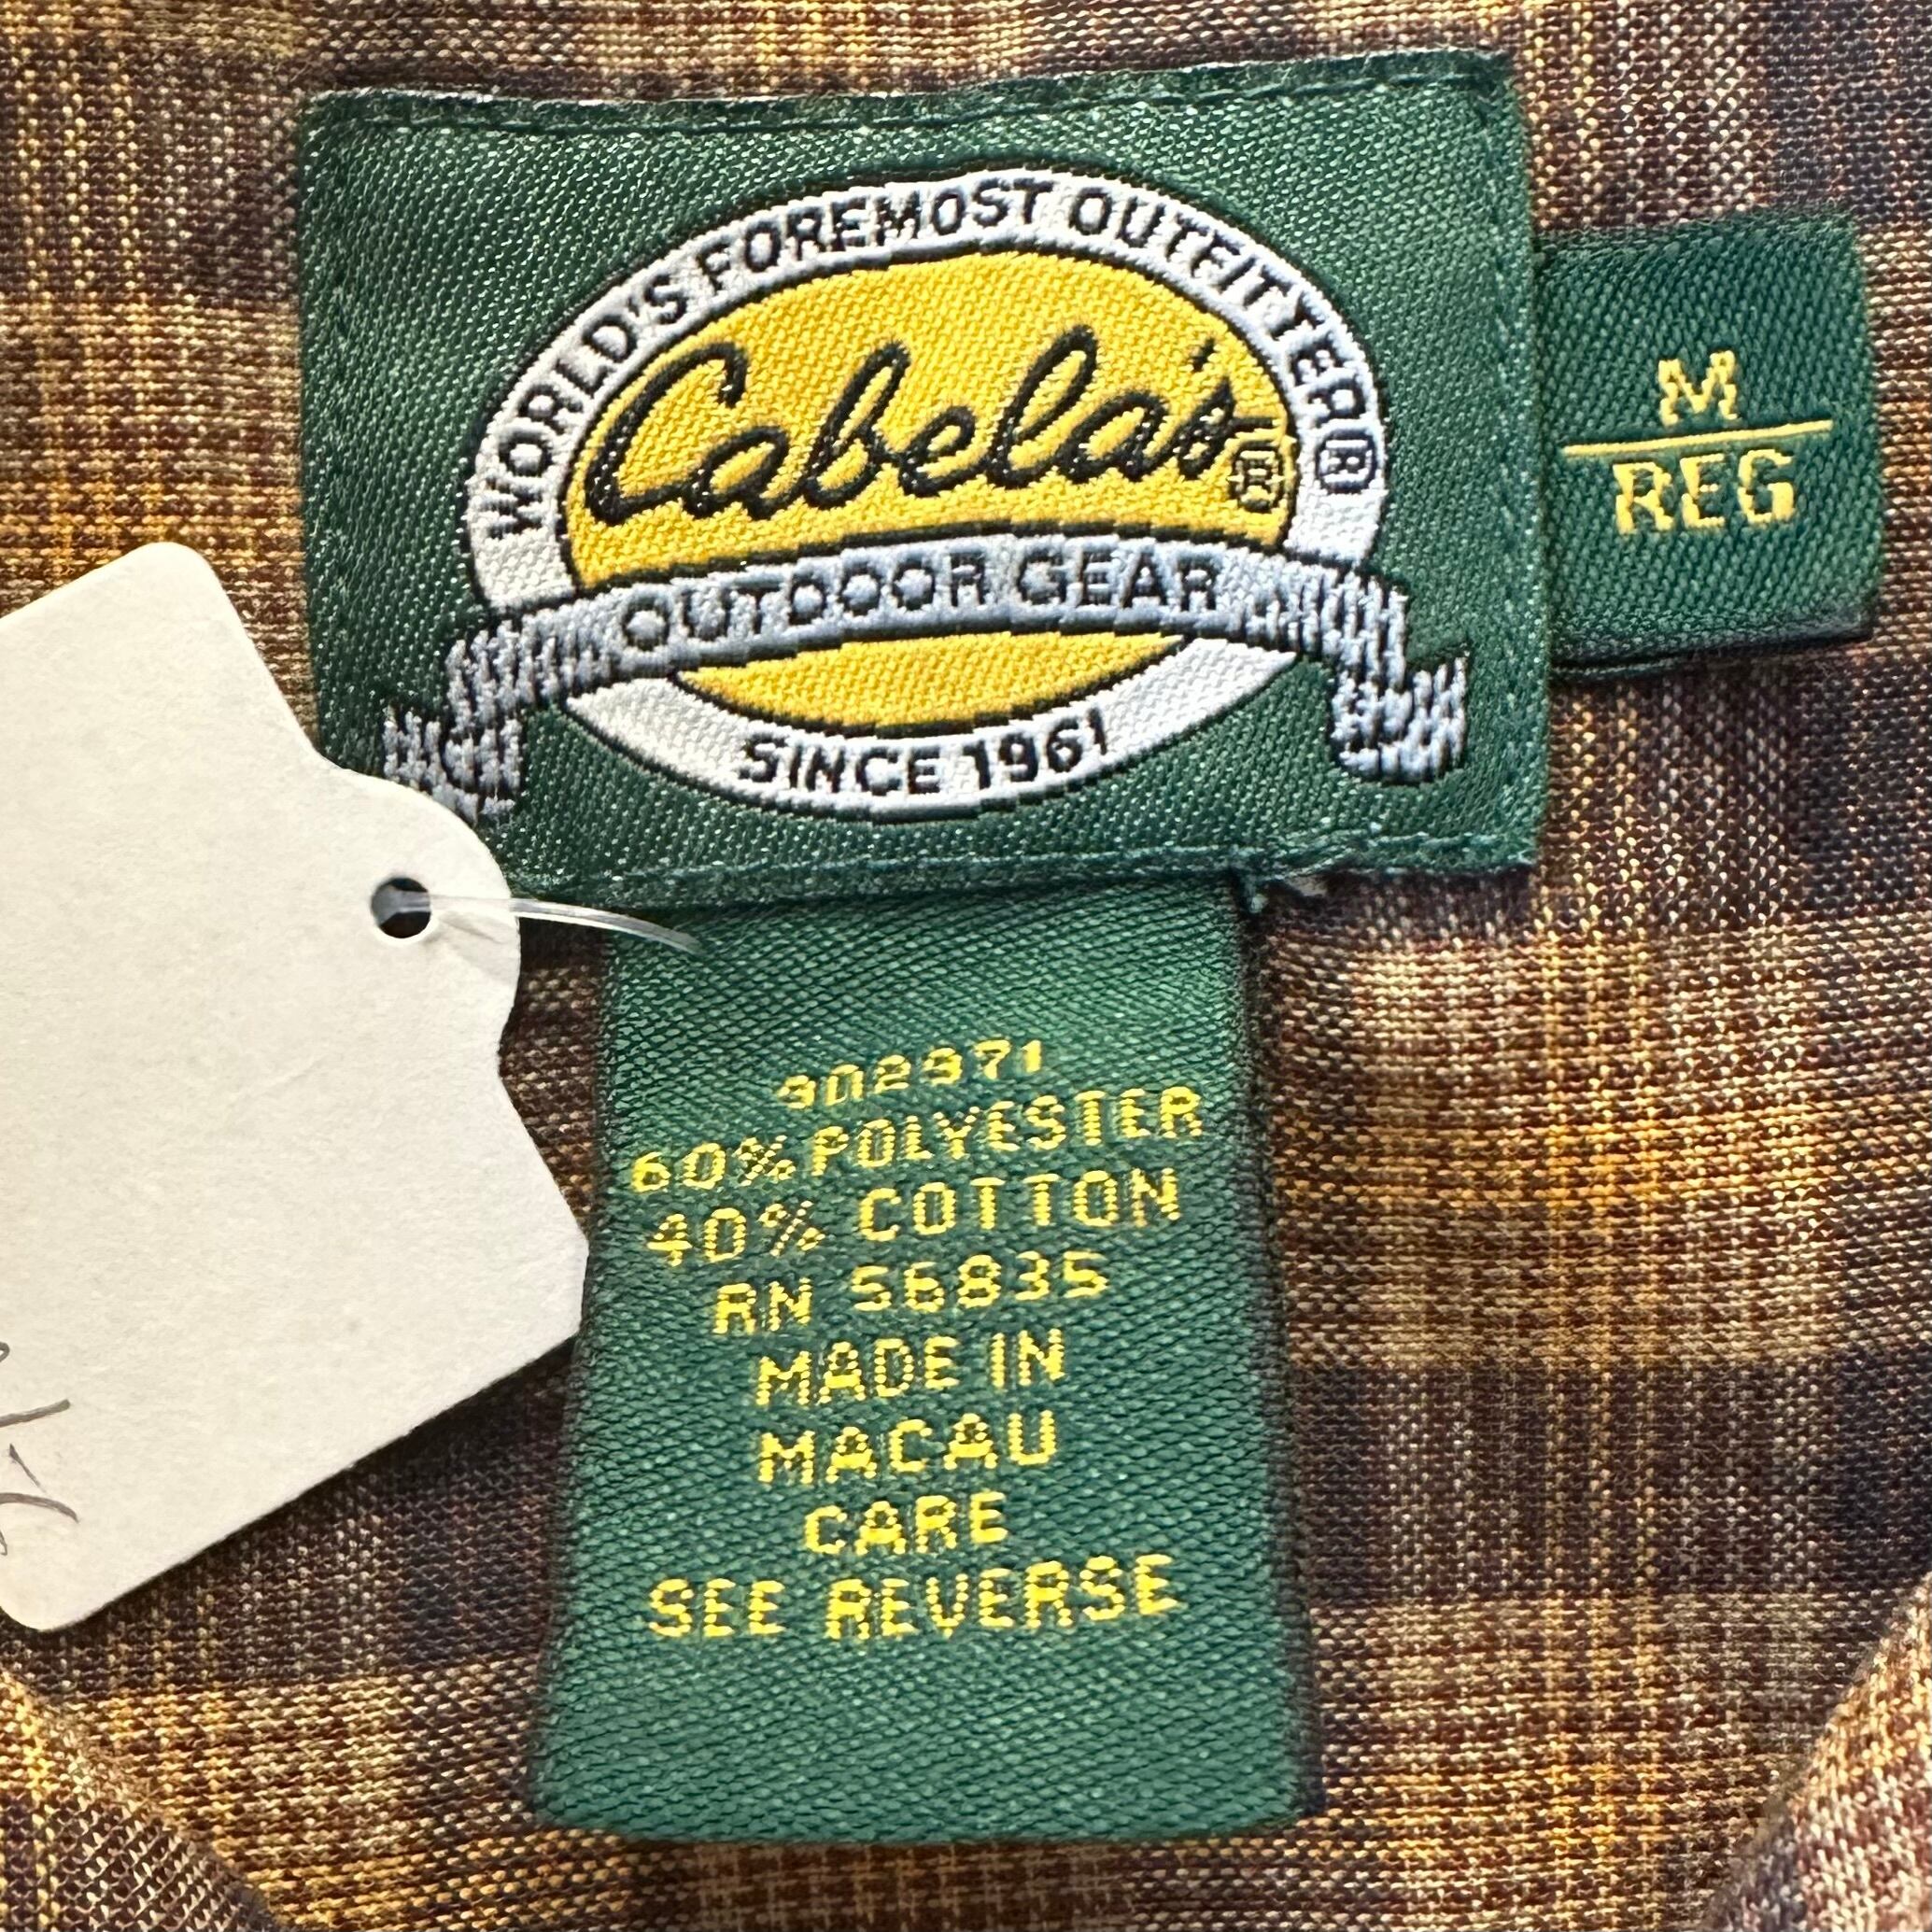 WORLD'S FOREMOST OUTFITTER®
Cabela's®
OUTDOOR GEAR
SINCE 1961
M
REG
902971
60% POLYESTER
40% COTTON
RN 56835
MADE IN
MACAU
CARE
SEE REVERSE